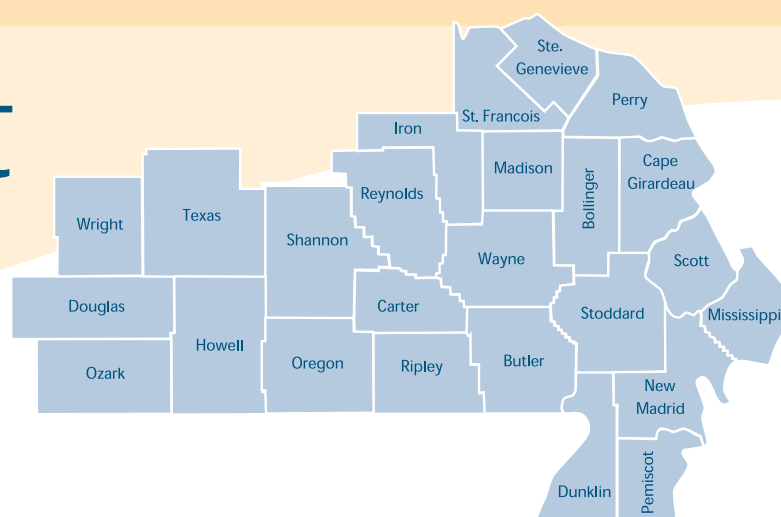 Ste.
Genevieve
St. Francois
Perry
Iron
Madison
Bollinger
Cape
Girardeau
Reynolds
Wright
Texas
Shannon
Wayne
Scott
Douglas
Carter
Stoddard
Mississippi
Howell
Ozark
Oregon
Ripley
Butler
New
Madrid
Dunklin
Pemiscot